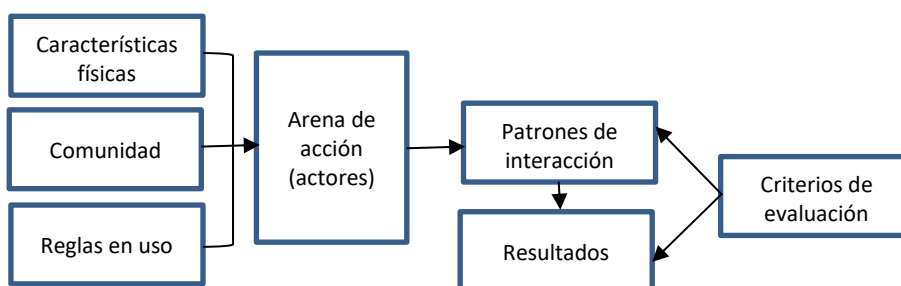 Características
físicas
Comunidad
Reglas en uso
Arena de
acción
(actores)
Patrones de
interacción
Resultados
Criterios de
evaluación